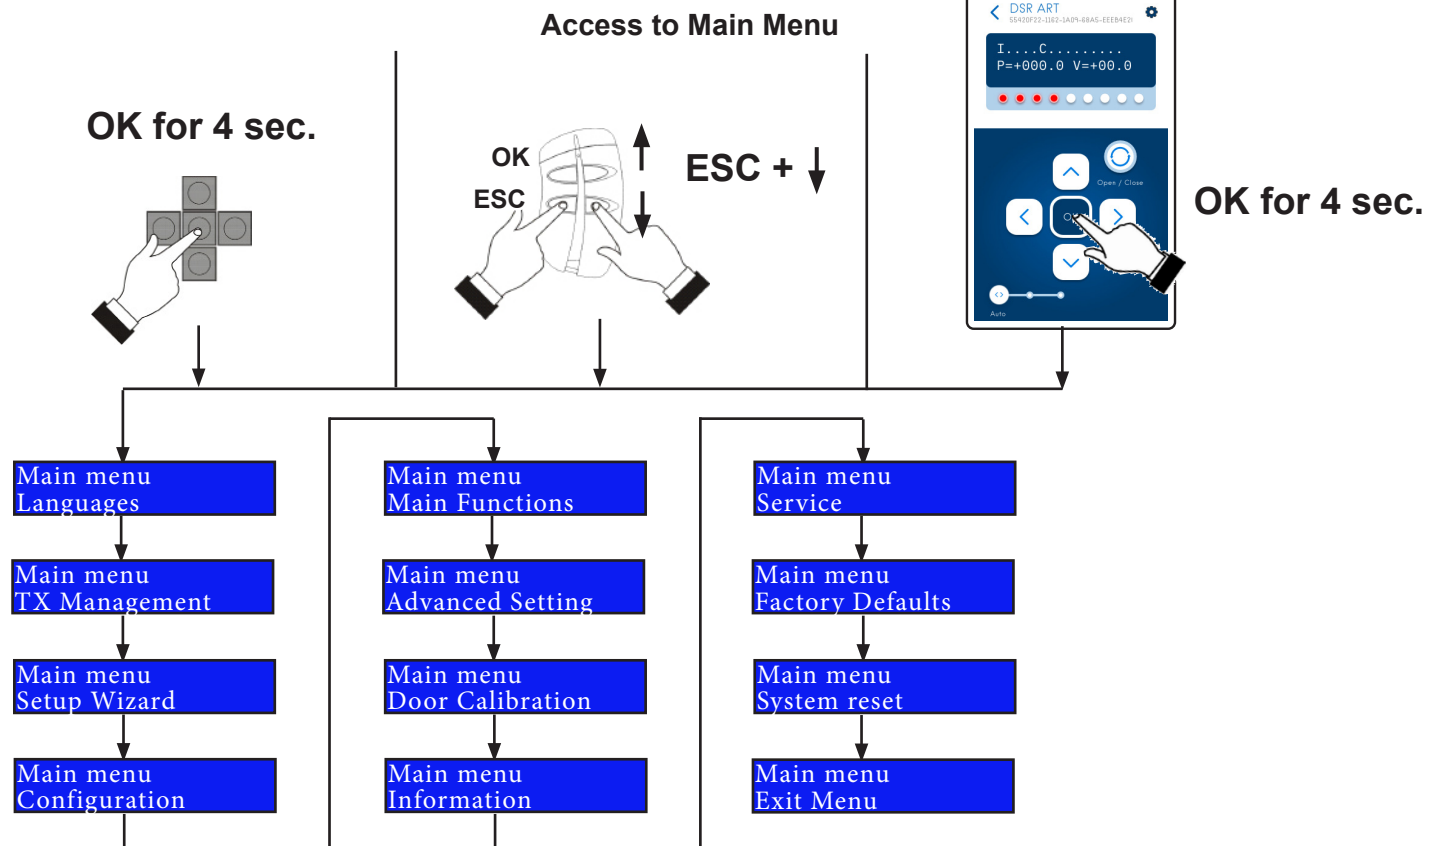 Access to Main Menu
OK for 4 sec.
OK
ESC
ESC +
DSR ART
I....C.........
P=+000.0 V=+00.0
Open / Close
Auto
OK for 4 sec.
Main menu
Languages
Main menu
TX Management
Main menu
Setup Wizard
Main menu
Configuration
Main menu
Main Functions
Main menu
Advanced Setting
Main menu
Door Calibration
Main menu
Information
Main menu
Service
Main menu
Factory Defaults
Main menu
System reset
Main menu
Exit Menu